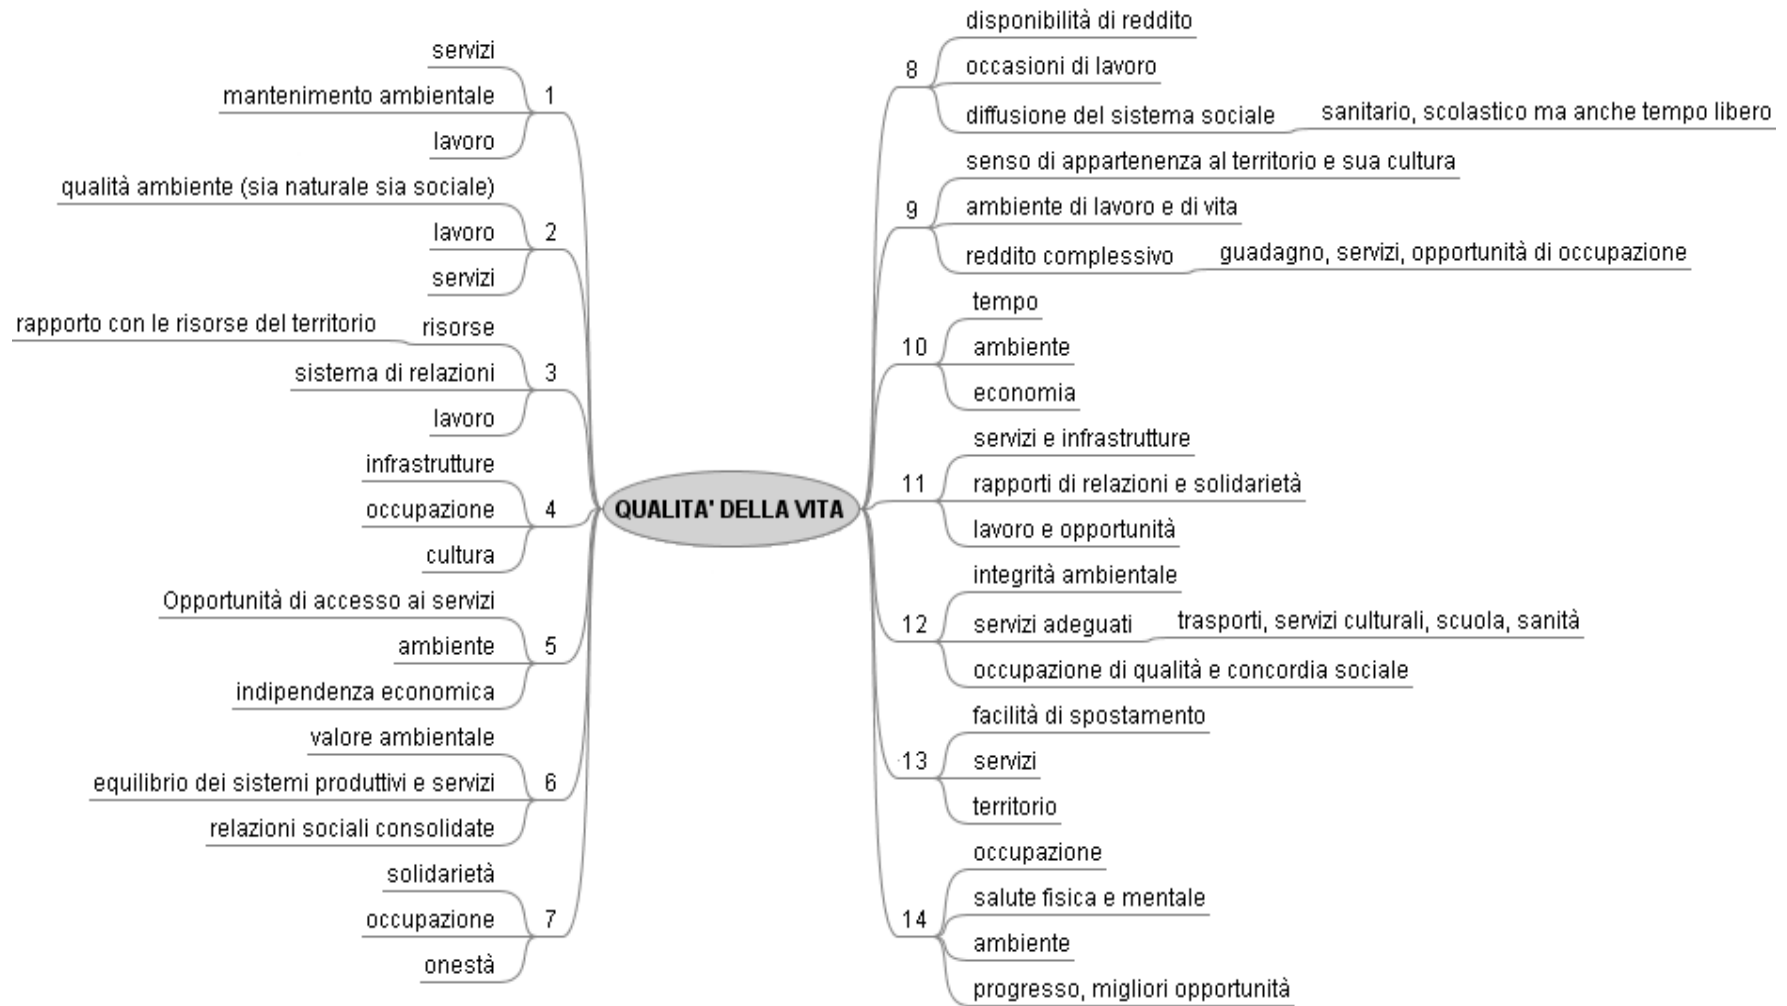 QUALITA' DELLA VITA
1
servizi
mantenimento ambientale
lavoro
2
qualità ambiente (sia naturale sia sociale)
lavoro
servizi
3
risorse
rapporto con le risorse del territorio
sistema di relazioni
lavoro
4
infrastrutture
occupazione
cultura
5
Opportunità di accesso ai servizi
ambiente
indipendenza economica
6
valore ambientale
equilibrio dei sistemi produttivi e servizi
relazioni sociali consolidate
7
solidarietà
occupazione
onestà
8
disponibilità di reddito
occasioni di lavoro
diffusione del sistema sociale
sanitario, scolastico ma anche tempo libero
9
senso di appartenenza al territorio e sua cultura
ambiente di lavoro e di vita
reddito complessivo
guadagno, servizi, opportunità di occupazione
10
tempo
ambiente
economia
11
servizi e infrastrutture
rapporti di relazioni e solidarietà
lavoro e opportunità
12
integrità ambientale
servizi adeguati
trasporti, servizi culturali, scuola, sanità
occupazione di qualità e concordia sociale
13
facilità di spostamento
servizi
territorio
14
occupazione
salute fisica e mentale
ambiente
progresso, migliori opportunità